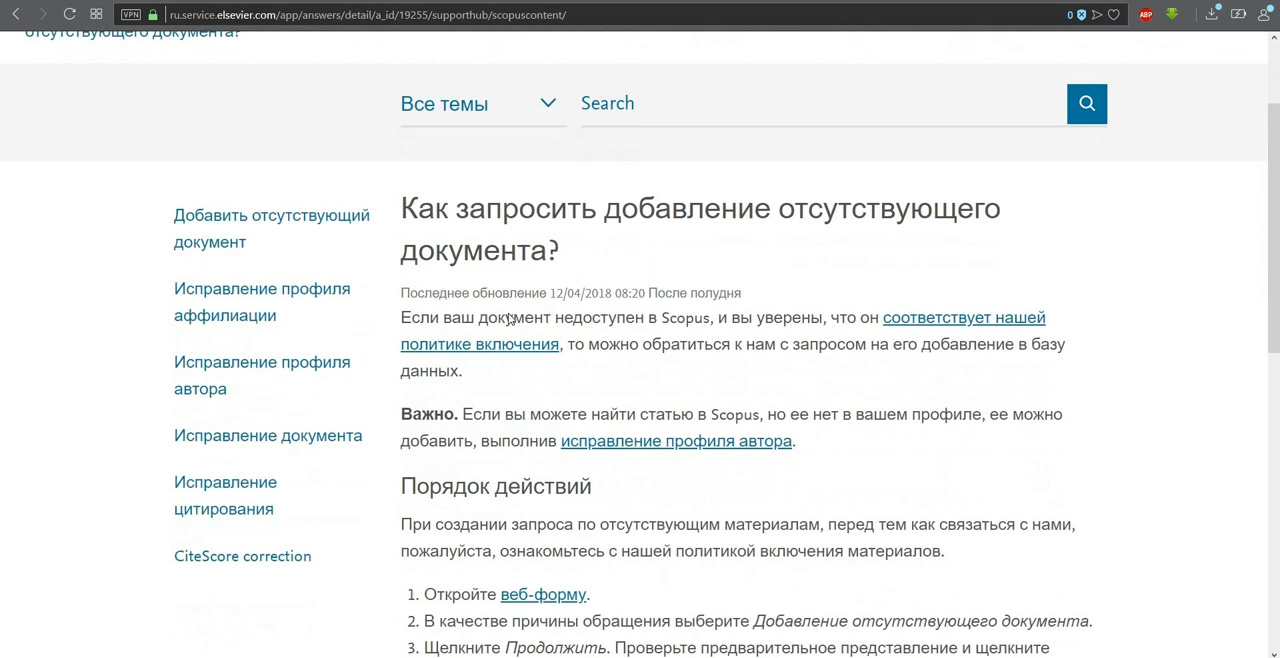 VPN
ru.service.elsevier.com/app/answers/detail/a_id/19255/supporthub/scopuscontent/
0
ABP
отсутствующего документа?
Все темы
Search
Добавить отсутствующий
документ
Исправление профиля
аффилиации
Исправление профиля
автора
Исправление документа
Исправление
цитирования
CiteScore correction
Как запросить добавление отсутствующего
документа?
Последнее обновление 12/04/2018 08:20 После полудня
Если ваш документ недоступен в Scopus, и вы уверены, что он соответствует нашей
политике включения, то можно обратиться к нам с запросом на его добавление в базу
данных.
Важно. Если вы можете найти статью в Scopus, но ее нет в вашем профиле, ее можно
добавить, выполнив исправление профиля автора.
Порядок действий
При создании запроса по отсутствующим материалам, перед тем как связаться с нами,
пожалуйста, ознакомьтесь с нашей политикой включения материалов.
1. Откройте веб-форму.
2. В качестве причины обращения выберите Добавление отсутствующего документа.
3. Щелкните Продолжить. Проверьте предварительное представление и щелкните